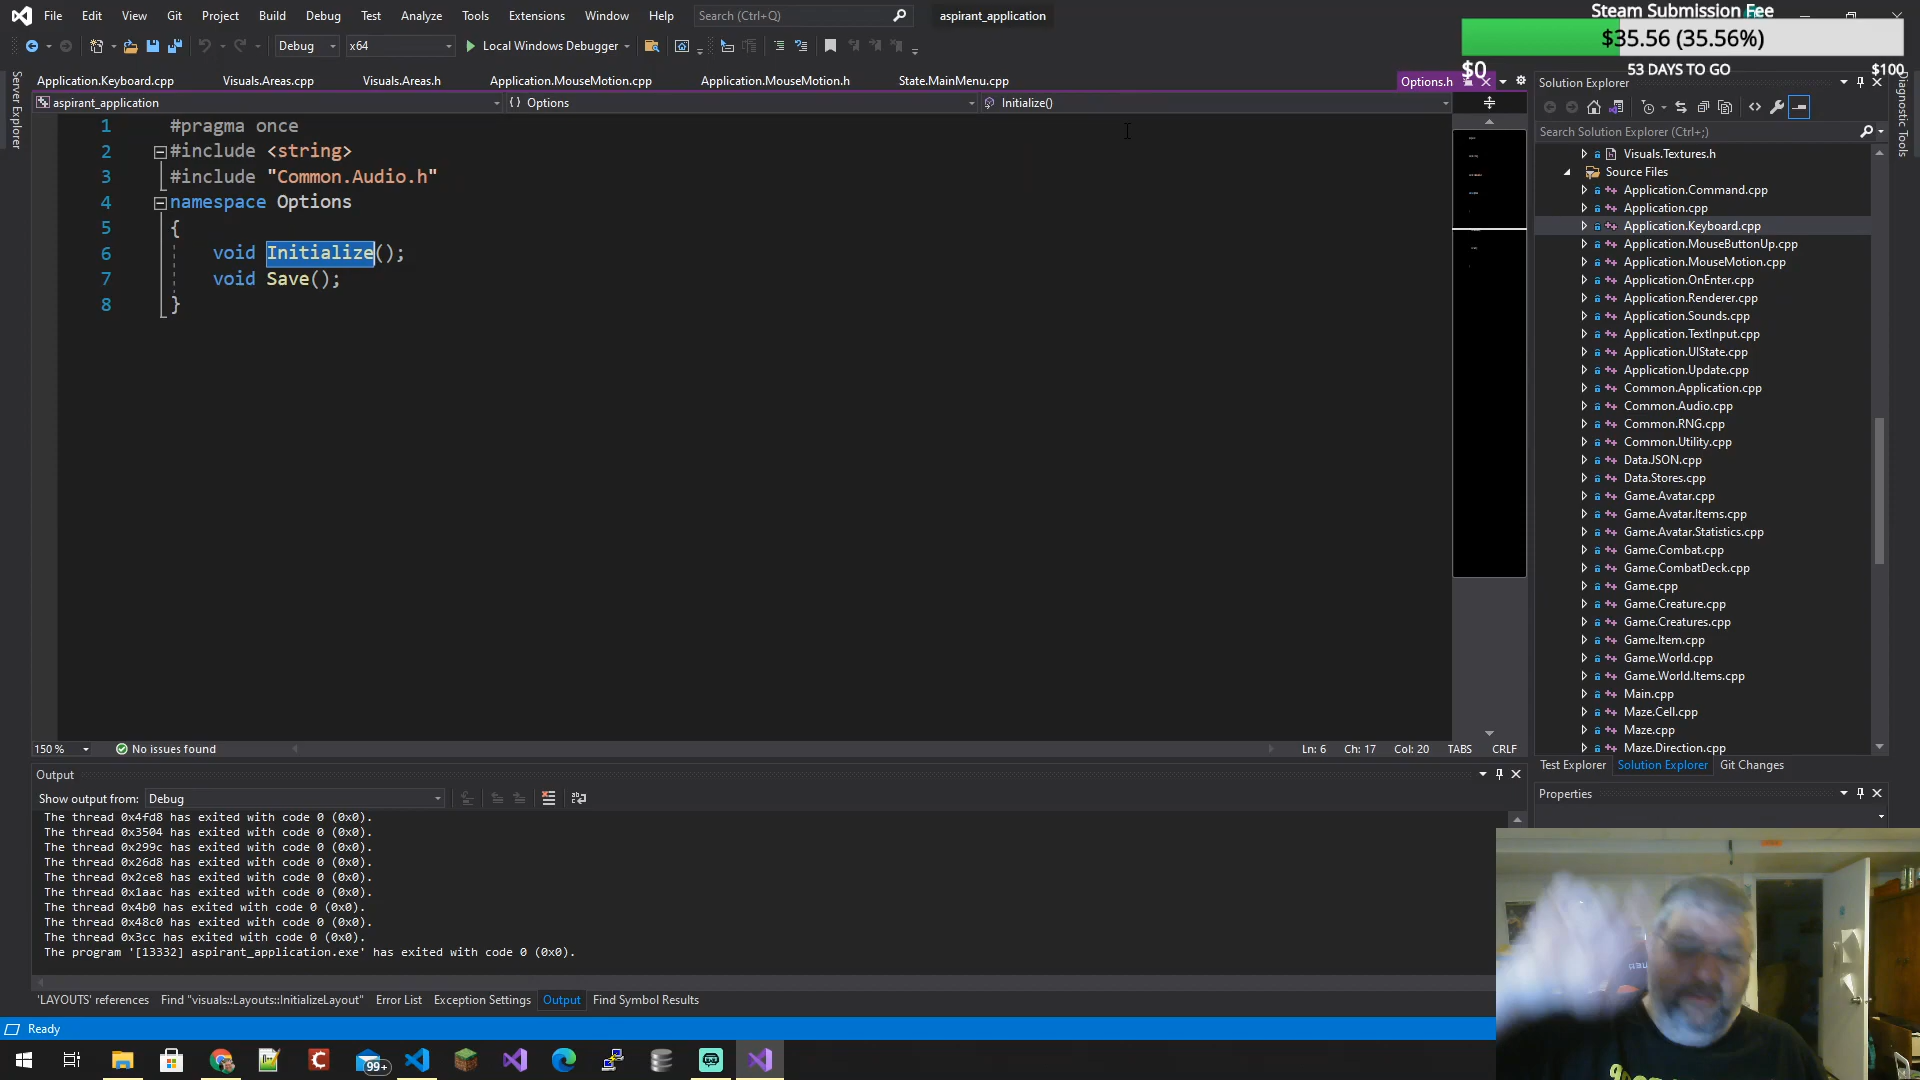 File Edit View Git Project Build Debug Test Analyze Tools Extensions Window Help Search (Ctrl+Q) aspirant_application
Steam Submission Fee
$35.56 (35.56%)
$0 53 DAYS TO GO $100
Debug x64 Local Windows Debugger
Server Explorer
Application.Keyboard.cpp Visuals.Areas.cpp Visuals.Areas.h Application.MouseMotion.cpp Application.MouseMotion.h State.MainMenu.cpp Options.h
aspirant_application {} Options Initialize()
1 #pragma once
2 #include <string>
3 #include "Common.Audio.h"
4 namespace Options
5 {
6 void Initialize();
7 void Save();
8 }
150 % No issues found Ln: 6 Ch: 17 Col: 20 TABS CRLF
Output
Show output from: Debug
The thread 0x4fd8 has exited with code 0 (0x0).
The thread 0x3504 has exited with code 0 (0x0).
The thread 0x299c has exited with code 0 (0x0).
The thread 0x26d8 has exited with code 0 (0x0).
The thread 0x2ce8 has exited with code 0 (0x0).
The thread 0x1aac has exited with code 0 (0x0).
The thread 0x4b0 has exited with code 0 (0x0).
The thread 0x48c0 has exited with code 0 (0x0).
The thread 0x3cc has exited with code 0 (0x0).
The program '[13332] aspirant_application.exe' has exited with code 0 (0x0).
'LAYOUTS' references Find "visuals::Layouts::InitializeLayout" Error List Exception Settings Output Find Symbol Results
Ready
99+
Solution Explorer
Search Solution Explorer (Ctrl+;)
Visuals.Textures.h
Source Files
Application.Command.cpp
Application.cpp
Application.Keyboard.cpp
Application.MouseButtonUp.cpp
Application.MouseMotion.cpp
Application.OnEnter.cpp
Application.Renderer.cpp
Application.Sounds.cpp
Application.TextInput.cpp
Application.UIState.cpp
Application.Update.cpp
Common.Application.cpp
Common.Audio.cpp
Common.RNG.cpp
Common.Utility.cpp
Data.JSON.cpp
Data.Stores.cpp
Game.Avatar.cpp
Game.Avatar.Items.cpp
Game.Avatar.Statistics.cpp
Game.Combat.cpp
Game.CombatDeck.cpp
Game.cpp
Game.Creature.cpp
Game.Creatures.cpp
Game.Item.cpp
Game.World.cpp
Game.World.Items.cpp
Main.cpp
Maze.Cell.cpp
Maze.cpp
Maze.Direction.cpp
Test Explorer Solution Explorer Git Changes
Properties
Diagnostic Tools